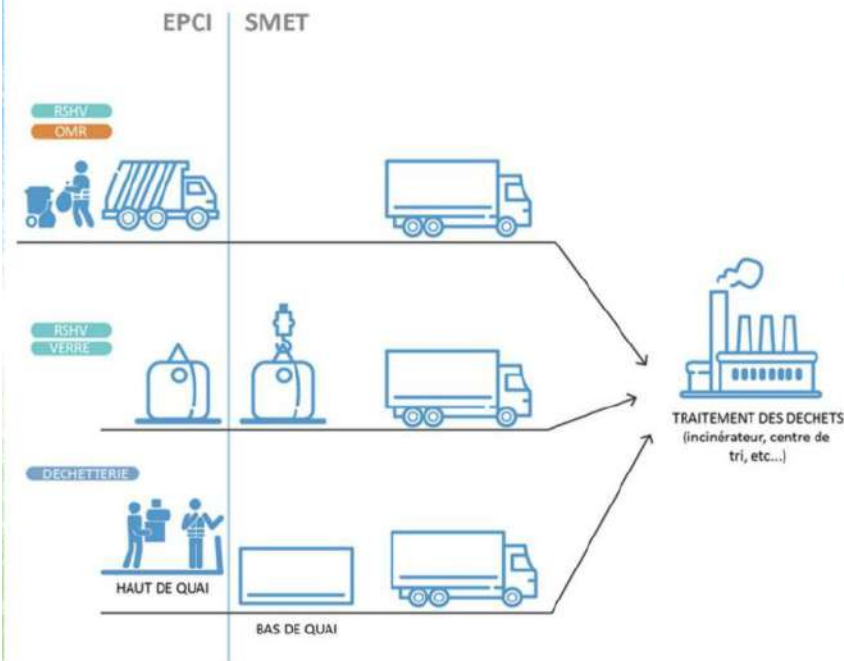 EPCI
SMET
RSHV
OMR
RSHV
VERRE
TRAITEMENT DES DECHETS
(incinérateur, centre de
tri, etc...)
DECHETTERIE
HAUT DE QUAI
BAS DE QUAI